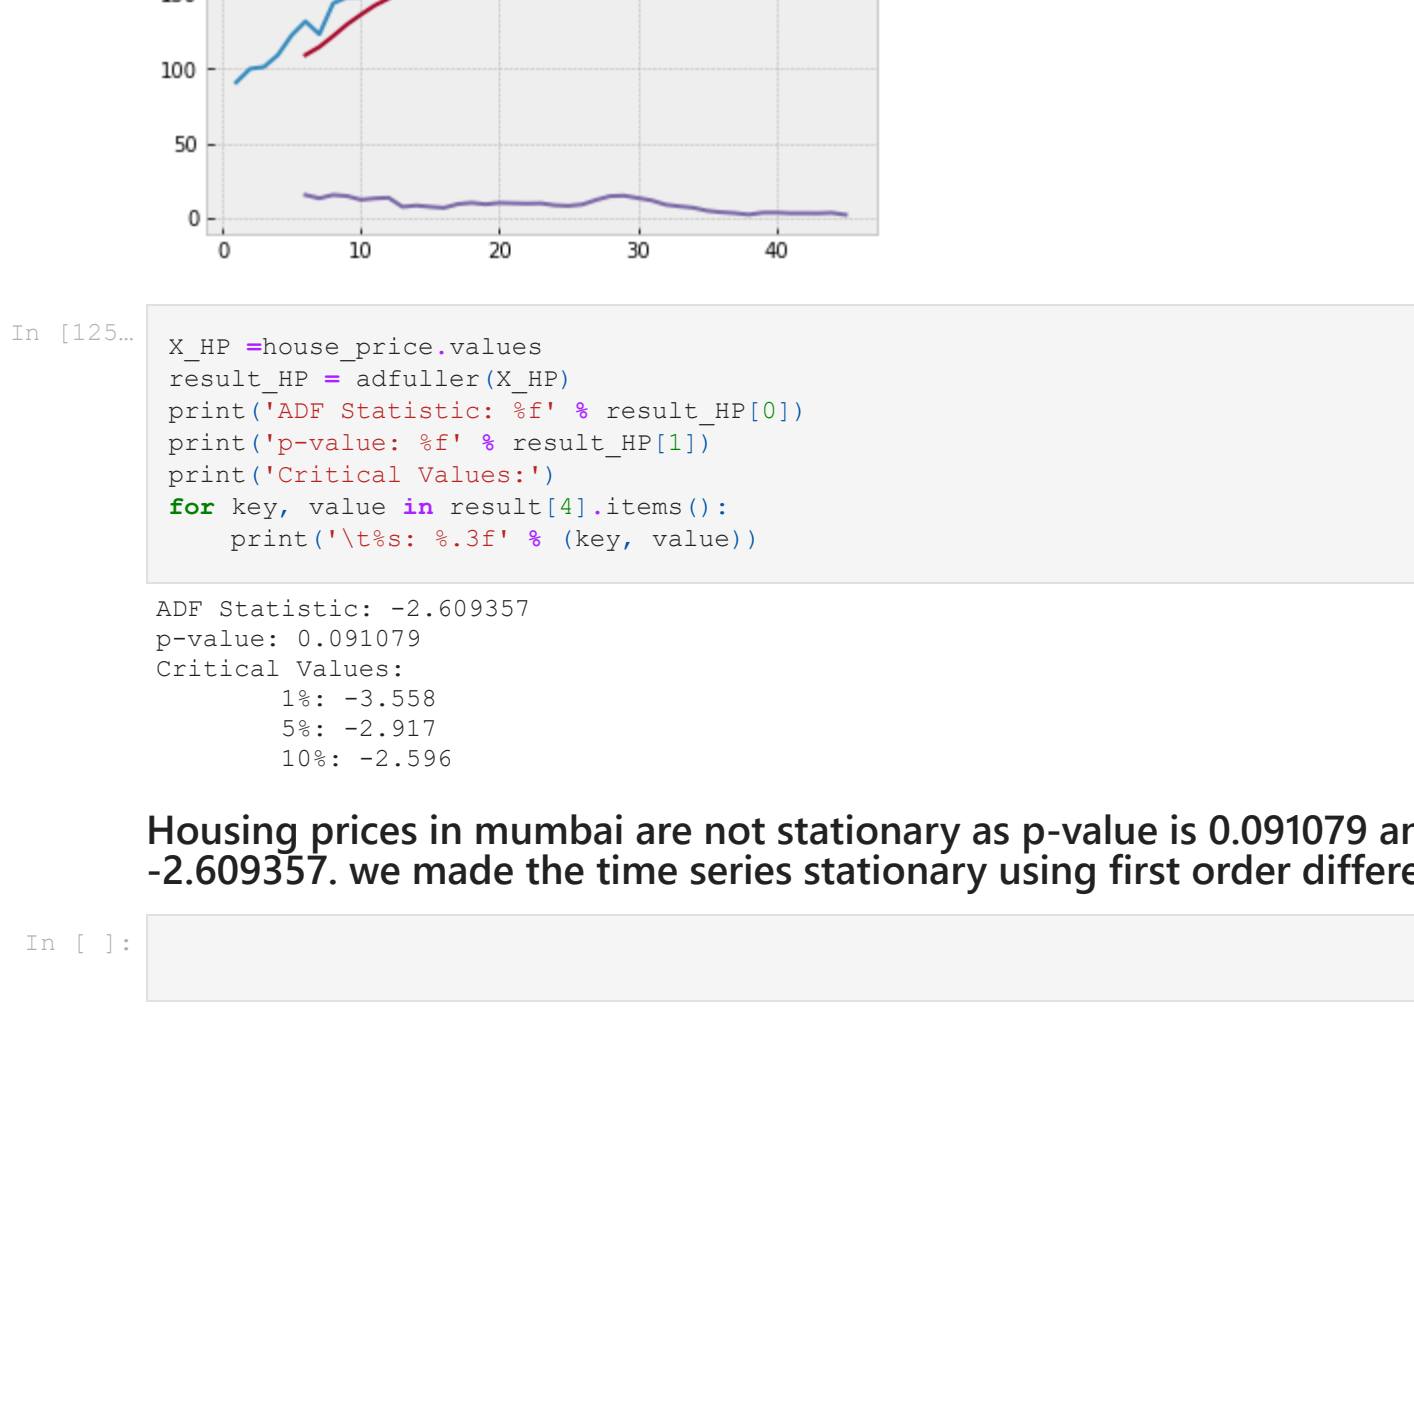 100
50
0
0 10 20 30 40
In [125…
X_HP =house_price.values
result_HP = adfuller(X_HP)
print('ADF Statistic: %f' % result_HP[0])
print('p-value: %f' % result_HP[1])
print('Critical Values:')
for key, value in result[4].items():
    print('\t%s: %.3f' % (key, value))
ADF Statistic: -2.609357
p-value: 0.091079
Critical Values:
        1%: -3.558
        5%: -2.917
        10%: -2.596
Housing prices in mumbai are not stationary as p-value is 0.091079
-2.609357. we made the time series stationary using first order differe
In [ ]: